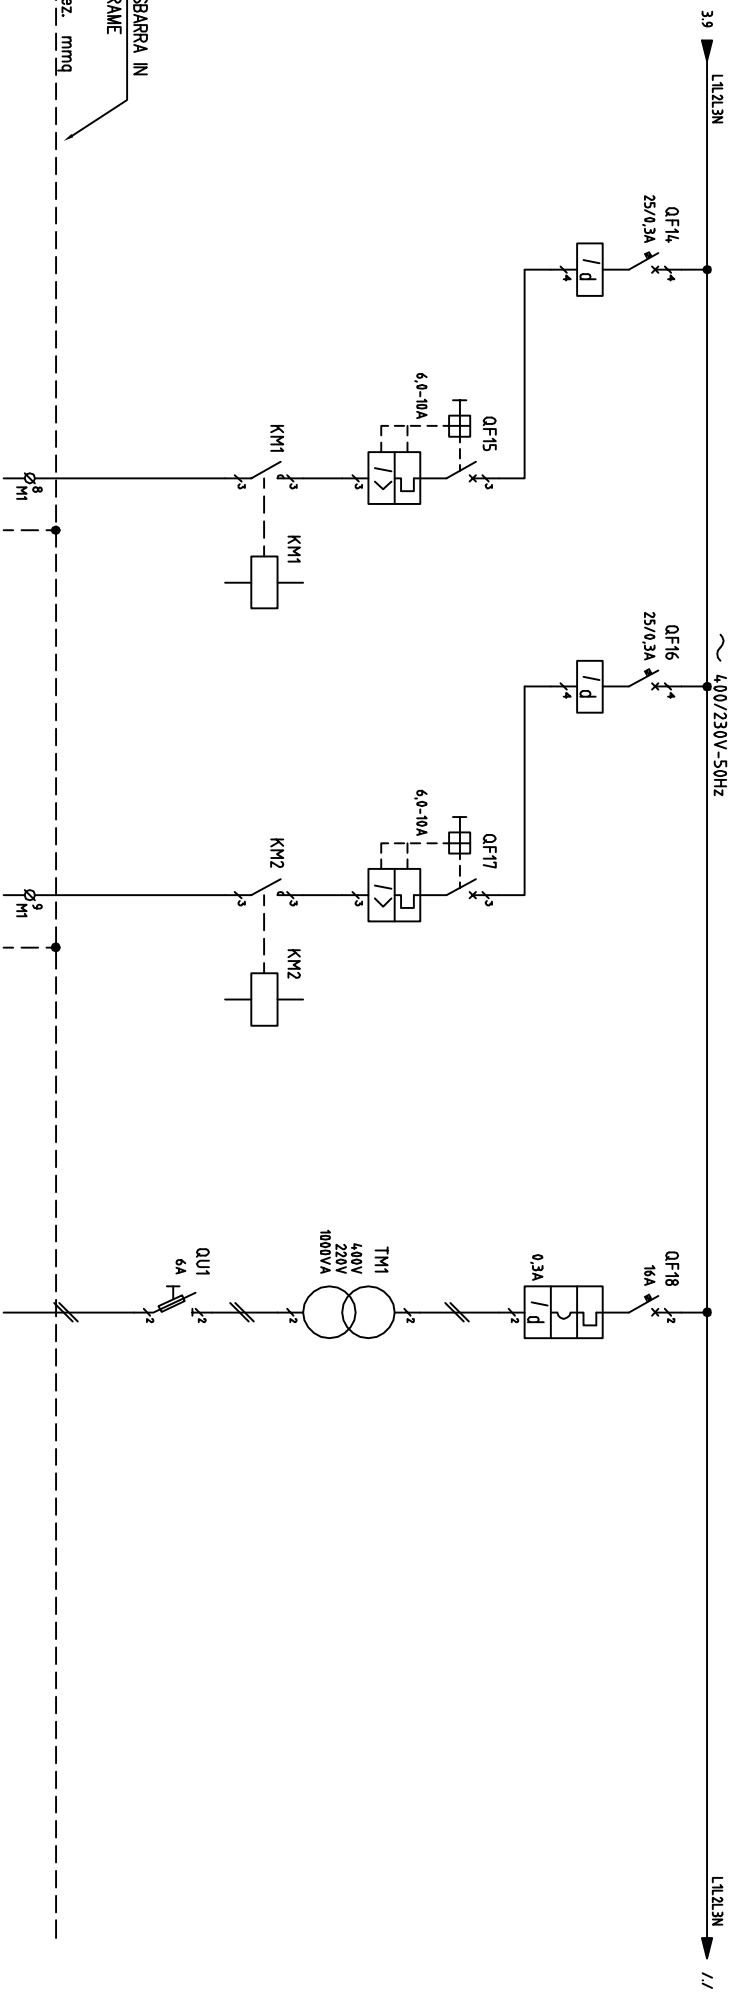 3.9
L1L2L3N
~ 400/230V-50Hz
L1L2L3N
/./
QF14
25/0,3A
4
I d
4
QF15
3
6,0-10A
I >
3
KM1
3
3
KM1
8
M1
QF16
25/0,3A
4
I d
4
QF17
3
6,0-10A
I >
3
KM2
3
3
KM2
9
M1
QF18
16A
2
0,3A
I d
2
2
TM1
400V
220V
1000VA
2
QU1
6A
2
2
SBARRA IN
RAME
ez. mmq